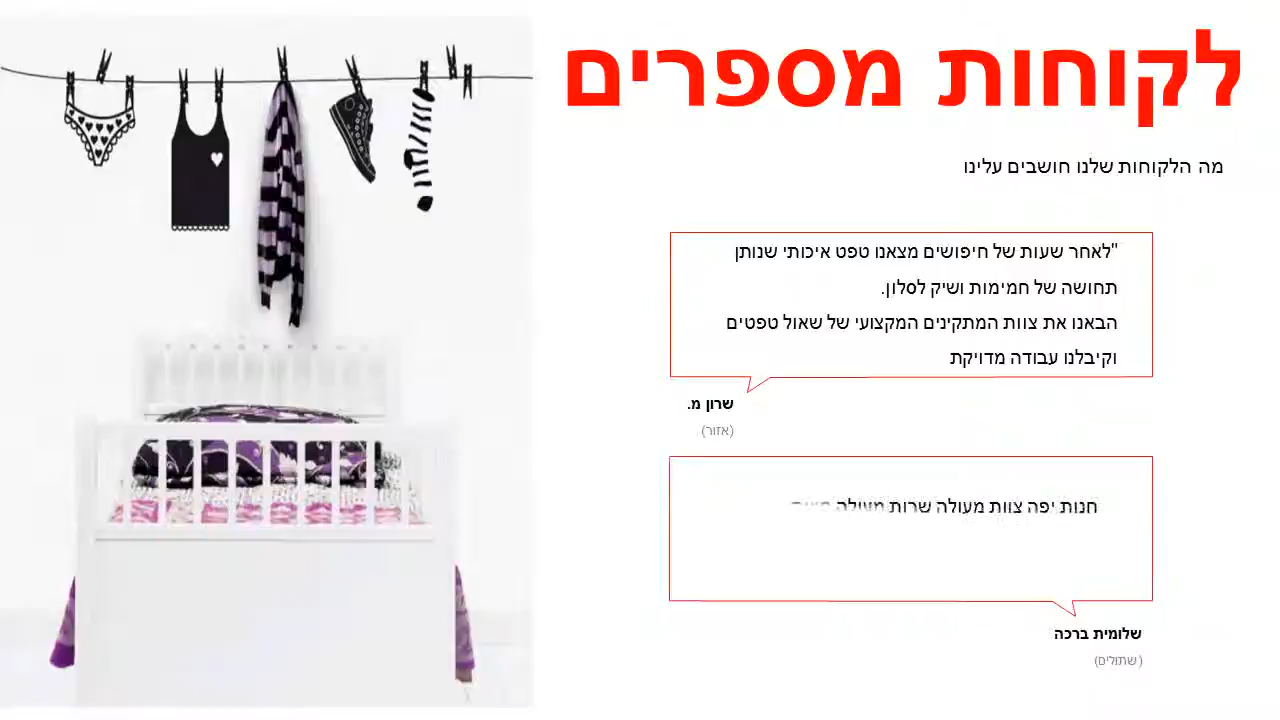 לקוחות מספרים
מה הלקוחות שלנו חושבים עלינו
"לאחר שעות של חיפושים מצאנו טפט איכותי שנותן
תחושה של חמימות ושיק לסלון.
הבאנו את צוות המתקינים המקצועי של שאול טפטים
וקיבלנו עבודה מדויקת
שרון מ.
(אזור)
חנות יפה צוות מעולה שרות מעולה
שלומית ברכה
(שתולים)